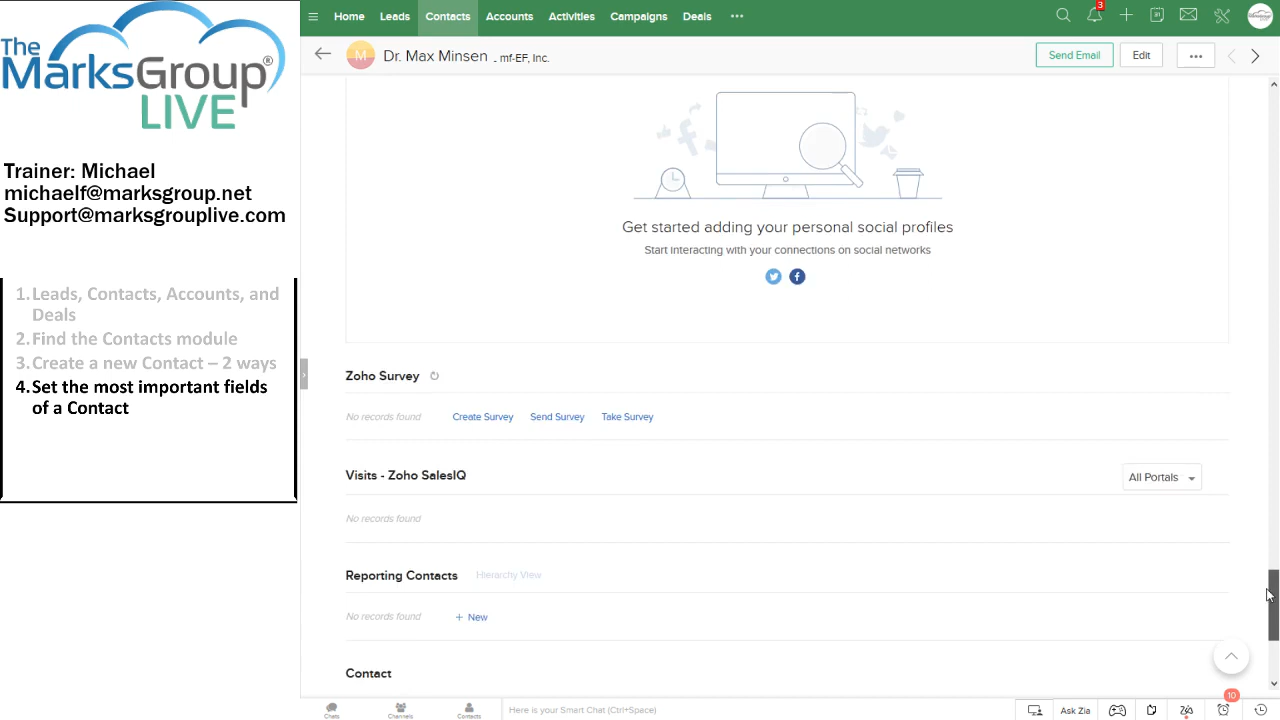 The
MarksGroup®
LIVE
Trainer: Michael
michaelf@marksgroup.net
Support@marksgrouplive.com
1. Leads, Contacts, Accounts, and
Deals
2. Find the Contacts module
3. Create a new Contact – 2 ways
4. Set the most important fields
of a Contact
Home Leads Contacts Accounts Activities Campaigns Deals ••• 3
M Dr. Max Minsen - mf-EF, Inc. Send Email Edit •••
Get started adding your personal social profiles
Start interacting with your connections on social networks
Zoho Survey
No records found Create Survey Send Survey Take Survey
Visits - Zoho SalesIQ All Portals
No records found
Reporting Contacts Hierarchy View
No records found + New
Contact
10
Chats Channels Contacts Here is your Smart Chat (Ctrl+Space) Ask Zia